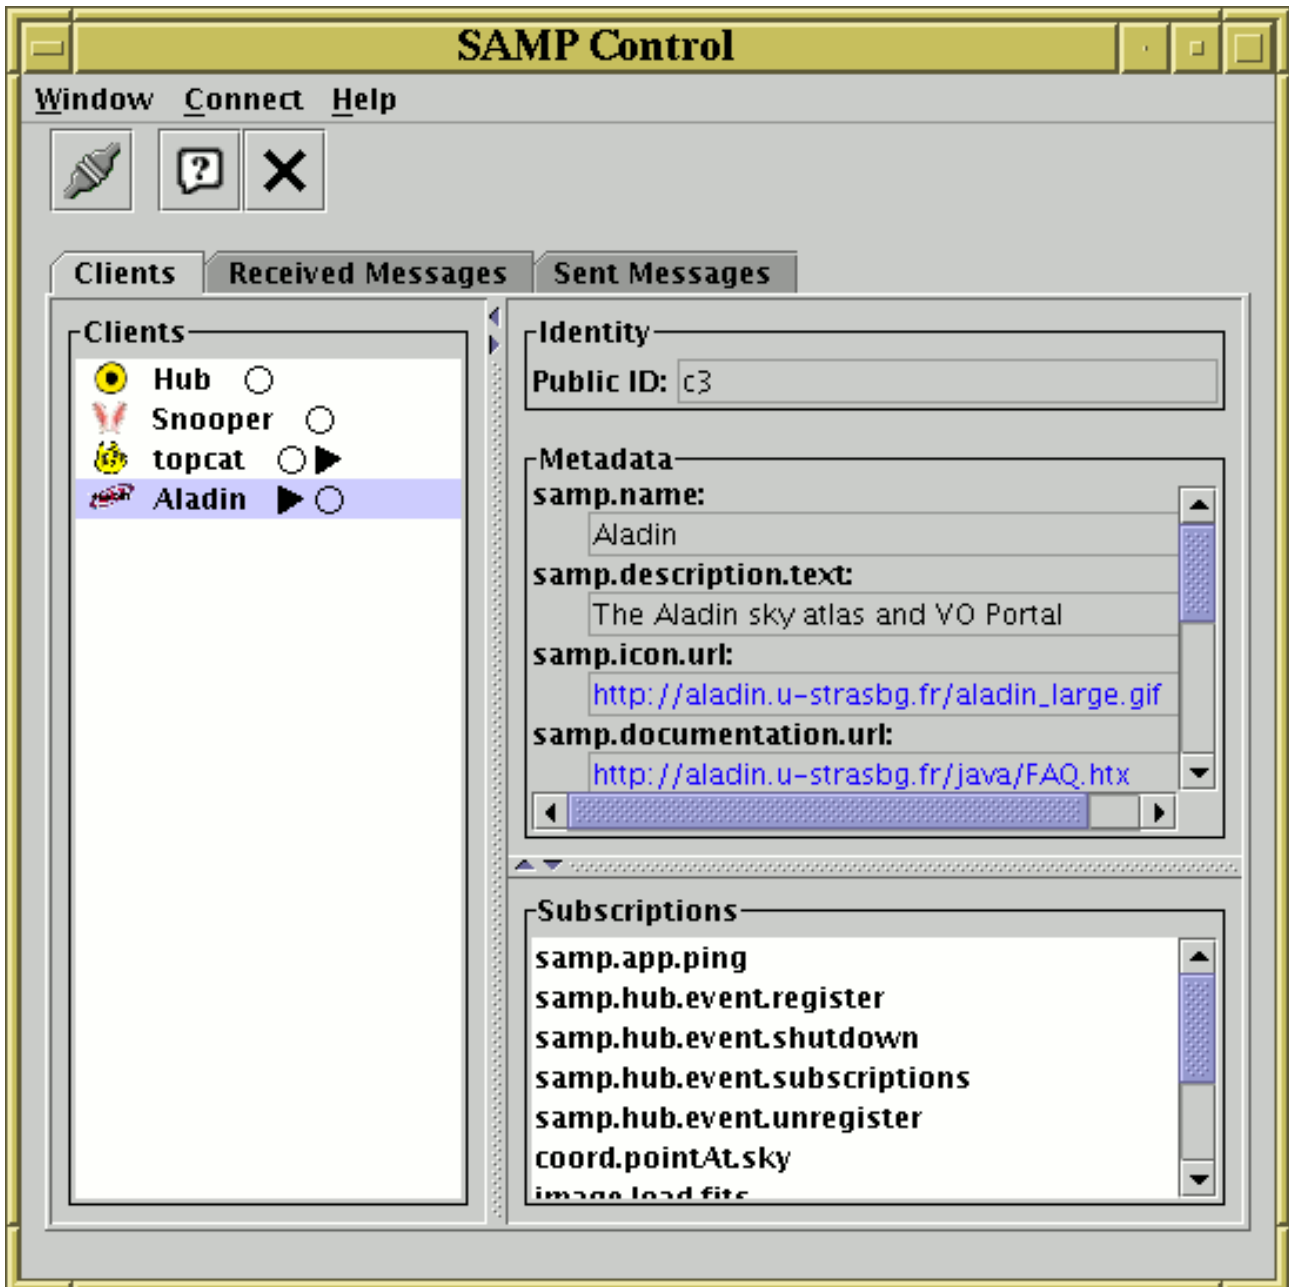 SAMP Control
Window Connect Help
Clients Received Messages Sent Messages
Clients
Hub
Snooper
topcat
Aladin
Identity
Public ID: c3
Metadata
samp.name:
Aladin
samp.description.text:
The Aladin sky atlas and VO Portal
samp.icon.url:
http://aladin.u-strasbg.fr/aladin_large.gif
samp.documentation.url:
http://aladin.u-strasbg.fr/java/FAQ.htx
Subscriptions
samp.app.ping
samp.hub.event.register
samp.hub.event.shutdown
samp.hub.event.subscriptions
samp.hub.event.unregister
coord.pointAt.sky
image.load.fits